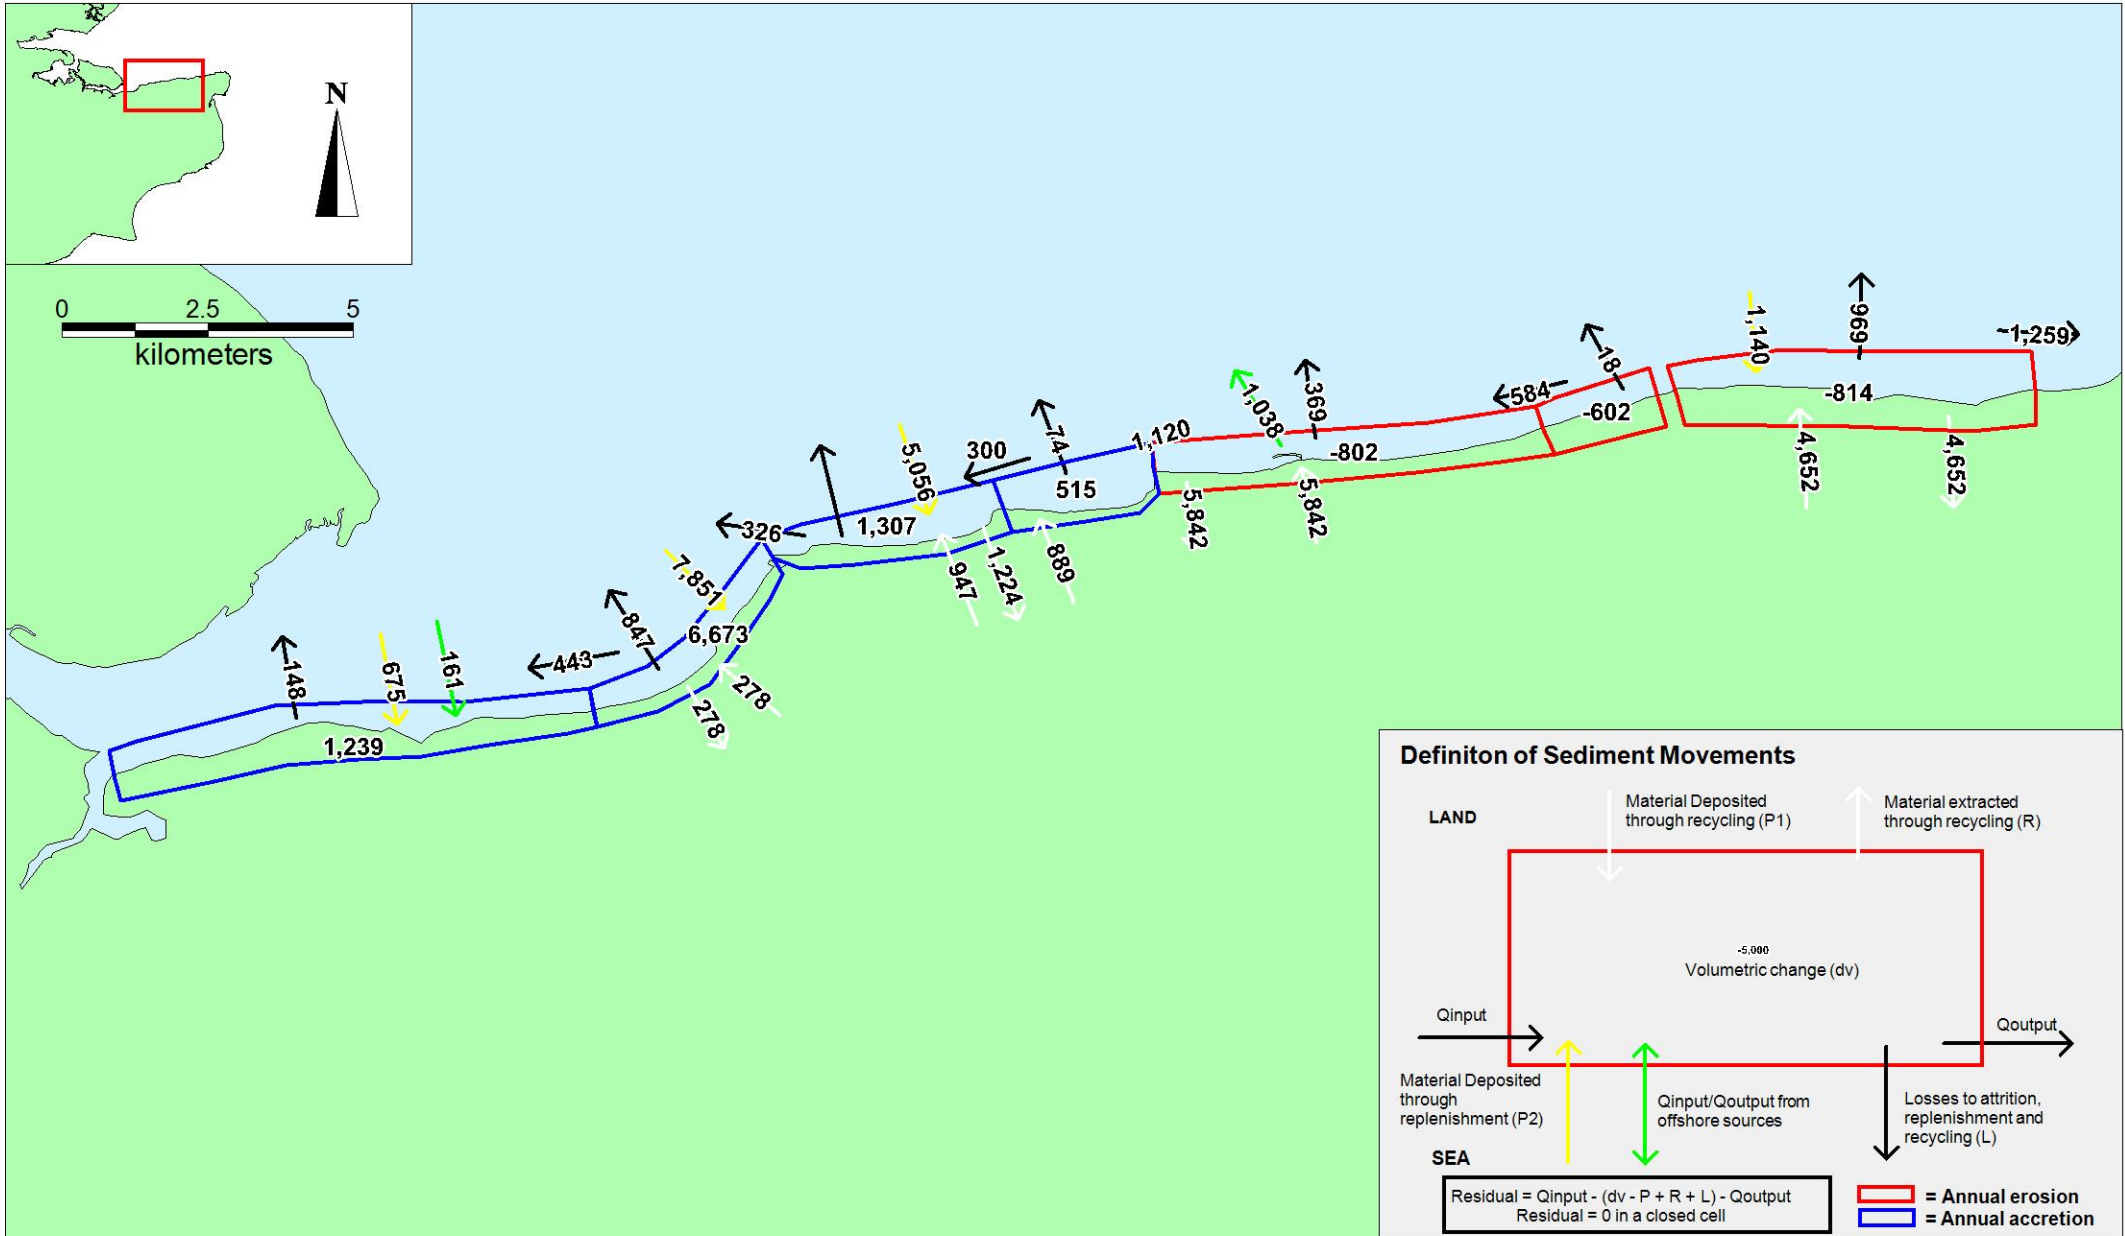 N
0 2.5 5
kilometers
1,259
969
1,140
-814
4,652
4,652
18
584
-602
369
1,038
-802
5,842
5,842
1,120
74
300
515
5,056
1,307
889
1,224
947
326
7,851
6,673
847
443
278
278
161
675
148
1,239
Definiton of Sediment Movements
LAND
Material Deposited
through recycling (P1)
Material extracted
through recycling (R)
-5,000
Volumetric change (dv)
Qinput
Qoutput
Material Deposited
through
replenishment (P2)
Qinput/Qoutput from
offshore sources
Losses to attrition,
replenishment and
recycling (L)
SEA
Residual = Qinput - (dv - P + R + L) - Qoutput
Residual = 0 in a closed cell
= Annual erosion
= Annual accretion